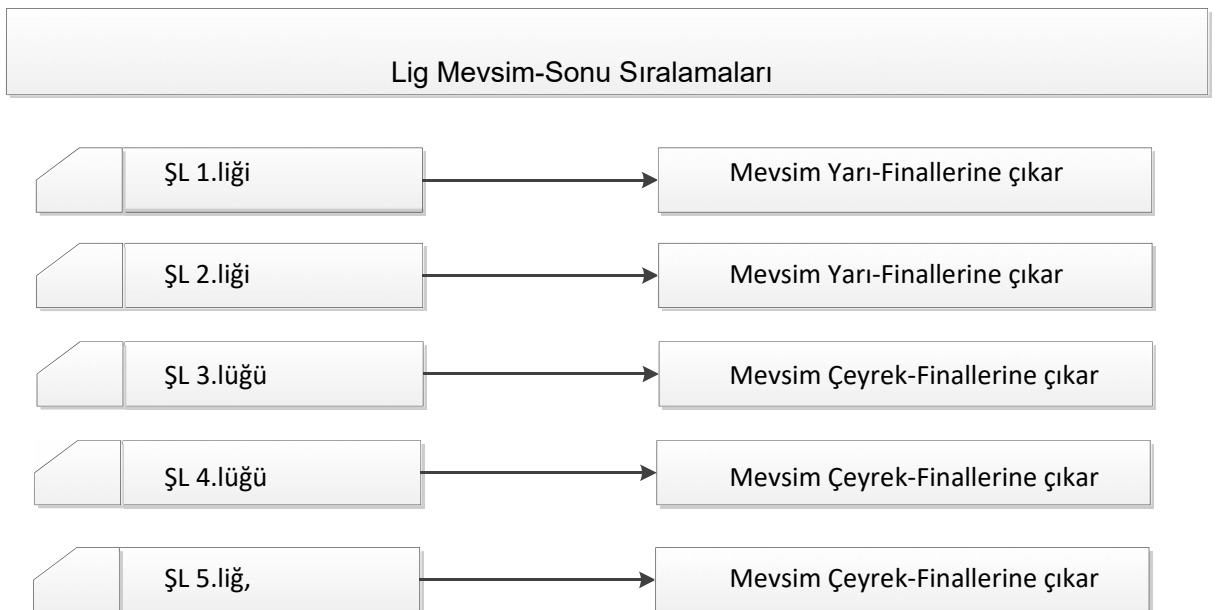 Lig Mevsim-Sonu Sıralamaları
ŞL 1.liği Mevsim Yarı-Finallerine çıkar
ŞL 2.liği Mevsim Yarı-Finallerine çıkar
ŞL 3.lüğü Mevsim Çeyrek-Finallerine çıkar
ŞL 4.lüğü Mevsim Çeyrek-Finallerine çıkar
ŞL 5.liğ, Mevsim Çeyrek-Finallerine çıkar